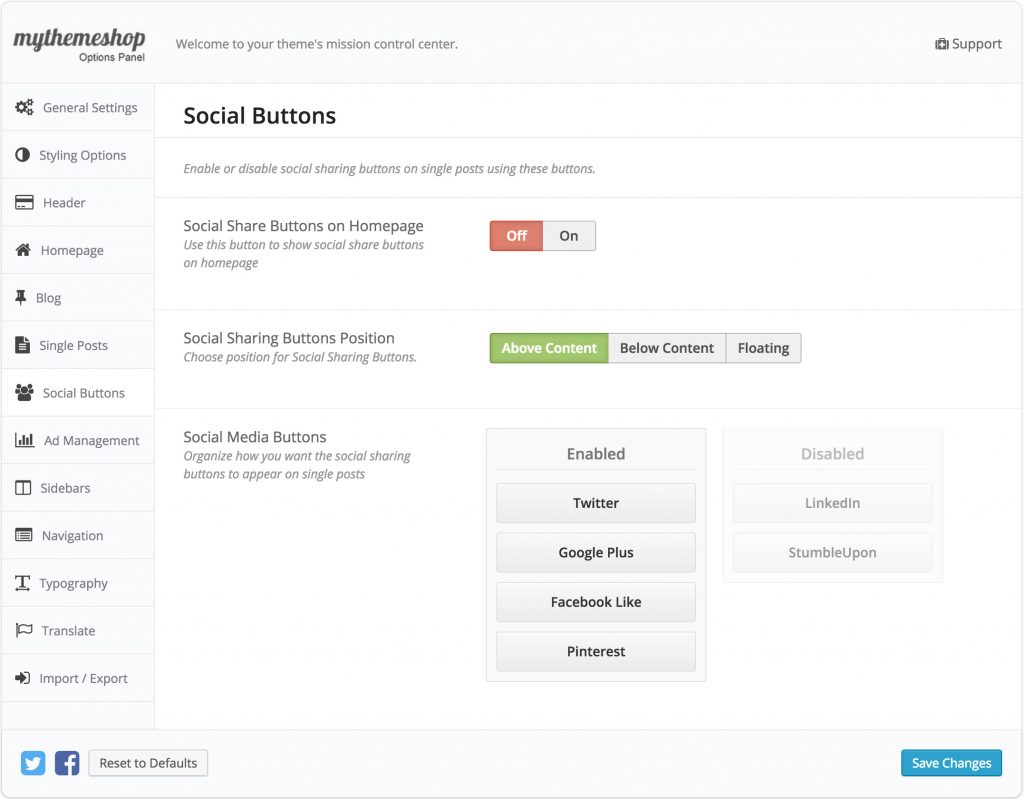 mythemeshop
Options Panel
Welcome to your theme's mission control center.
Support
General Settings
Styling Options
Header
Homepage
Blog
Single Posts
Social Buttons
Ad Management
Sidebars
Navigation
Typography
Translate
Import / Export
Social Buttons
Enable or disable social sharing buttons on single posts using these buttons.
Social Share Buttons on Homepage
Use this button to show social share buttons
on homepage
Off On
Social Sharing Buttons Position
Choose position for Social Sharing Buttons.
Above Content Below Content Floating
Social Media Buttons
Organize how you want the social sharing
buttons to appear on single posts
Enabled
Twitter
Google Plus
Facebook Like
Pinterest
Disabled
LinkedIn
StumbleUpon
Reset to Defaults
Save Changes